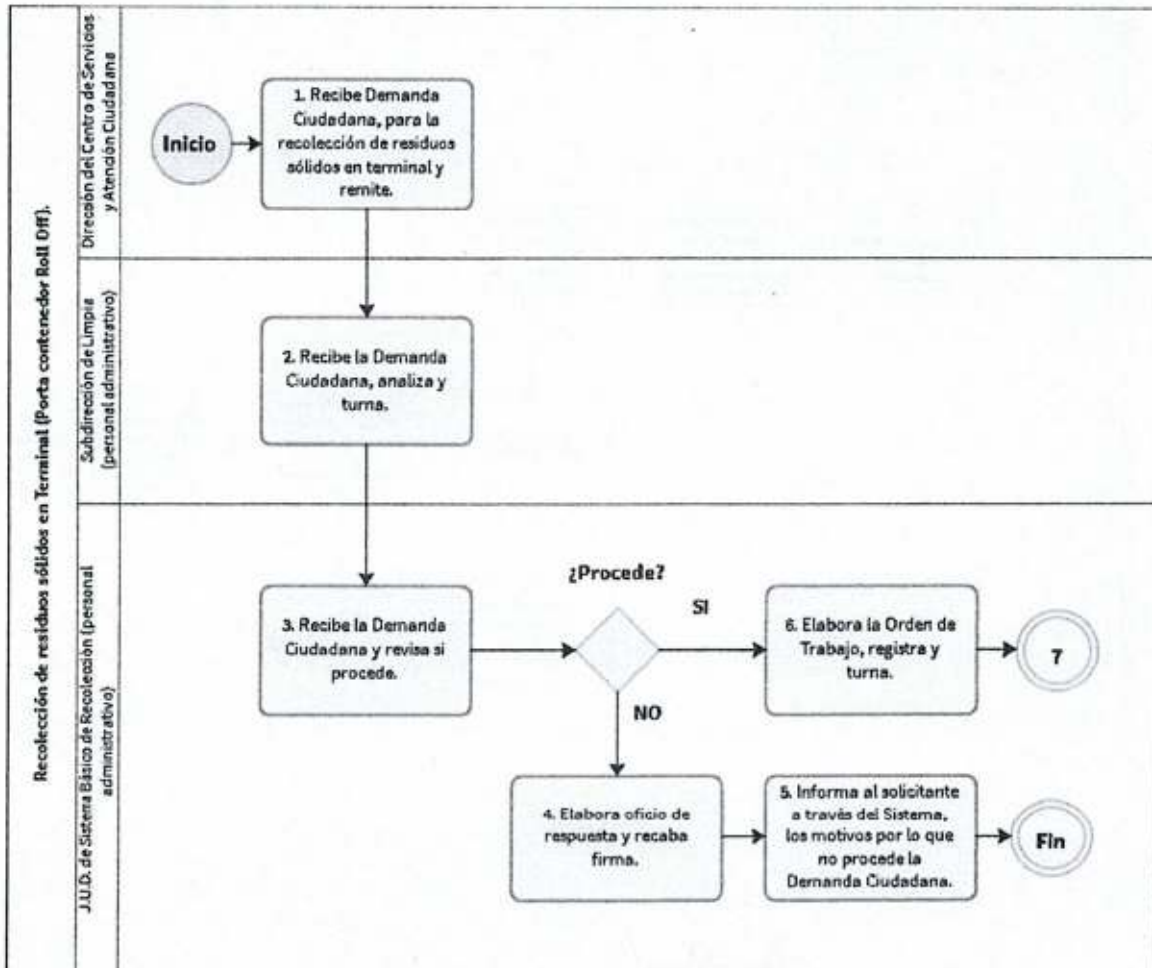 Recolección de residuos sólidos en Terminal (Porta contenedor Roll Off).
Dirección del Centro de Servicios
y Atención Ciudadana
Inicio
1. Recibe Demanda
Ciudadana, para la
recolección de residuos
sólidos en terminal y
remite.
Subdirección de Limpia
(personal administrativo)
2. Recibe la Demanda
Ciudadana, analiza y
turna.
J.U.D. de Sistema Básico de Recolección (personal
administrativo)
3. Recibe la Demanda
Ciudadana y revisa si
procede.
¿Procede?
SI
6. Elabora la Orden de
Trabajo, registra y
turna.
7
NO
4. Elabora oficio de
respuesta y recaba
firma.
5. Informa al solicitante
a través del Sistema,
los motivos por lo que
no procede la
Demanda Ciudadana.
Fin